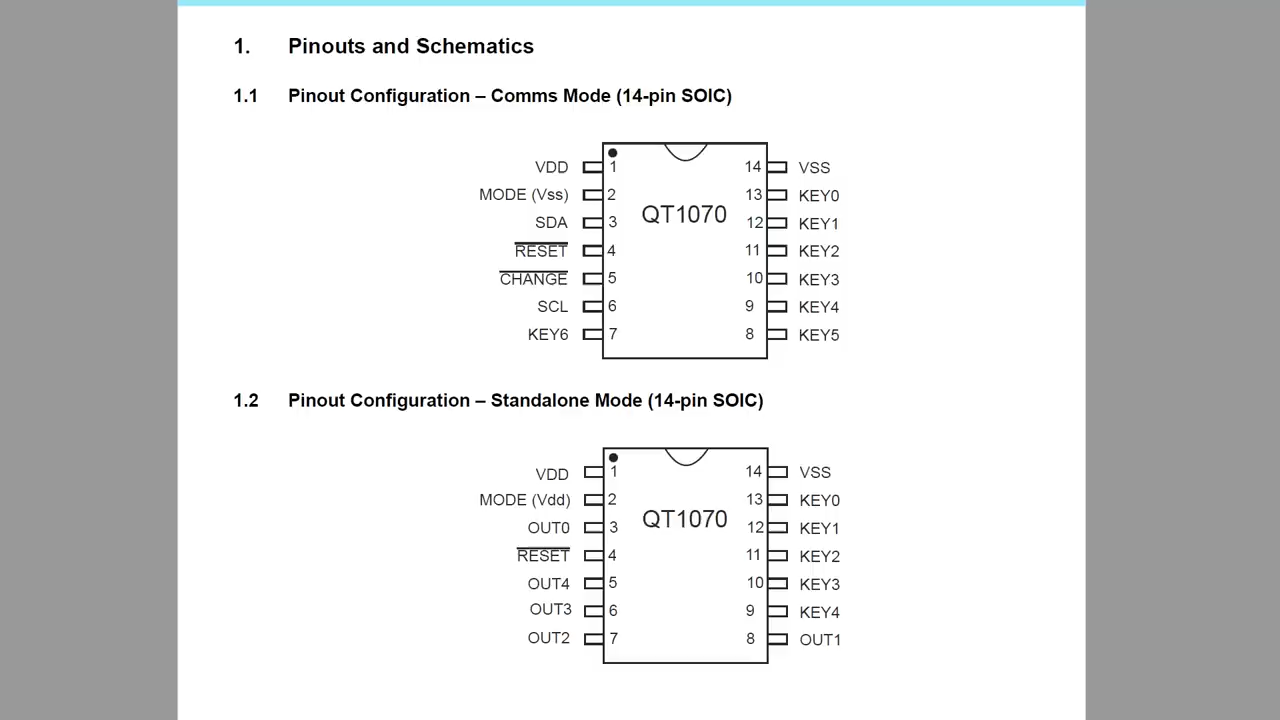 1. Pinouts and Schematics
1.1 Pinout Configuration – Comms Mode (14-pin SOIC)
VDD 1 14 VSS
MODE (Vss) 2 13 KEY0
QT1070
SDA 3 12 KEY1
RESET 4 11 KEY2
CHANGE 5 10 KEY3
SCL 6 9 KEY4
KEY6 7 8 KEY5
1.2 Pinout Configuration – Standalone Mode (14-pin SOIC)
VDD 1 14 VSS
MODE (Vdd) 2 13 KEY0
QT1070
OUT0 3 12 KEY1
RESET 4 11 KEY2
OUT4 5 10 KEY3
OUT3 6 9 KEY4
OUT2 7 8 OUT1